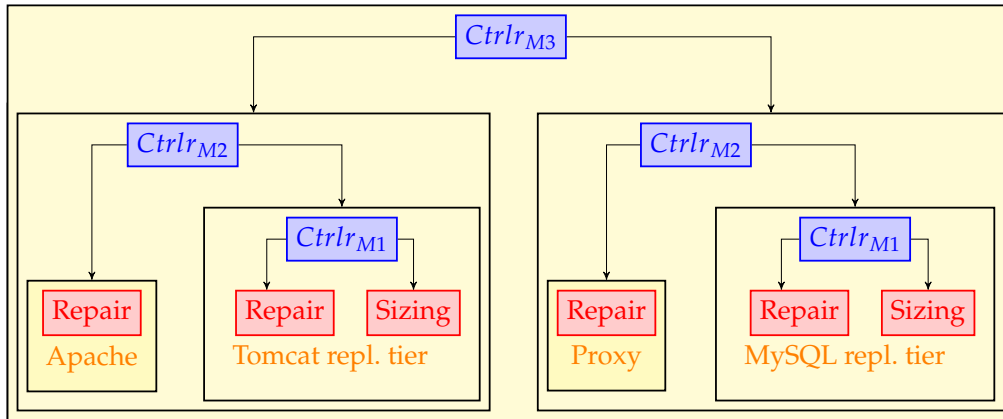 Ctrlr_M3
Ctrlr_M2
Ctrlr_M2
Ctrlr_M1
Ctrlr_M1
Repair
Repair
Sizing
Repair
Repair
Sizing
Apache
Tomcat repl. tier
Proxy
MySQL repl. tier